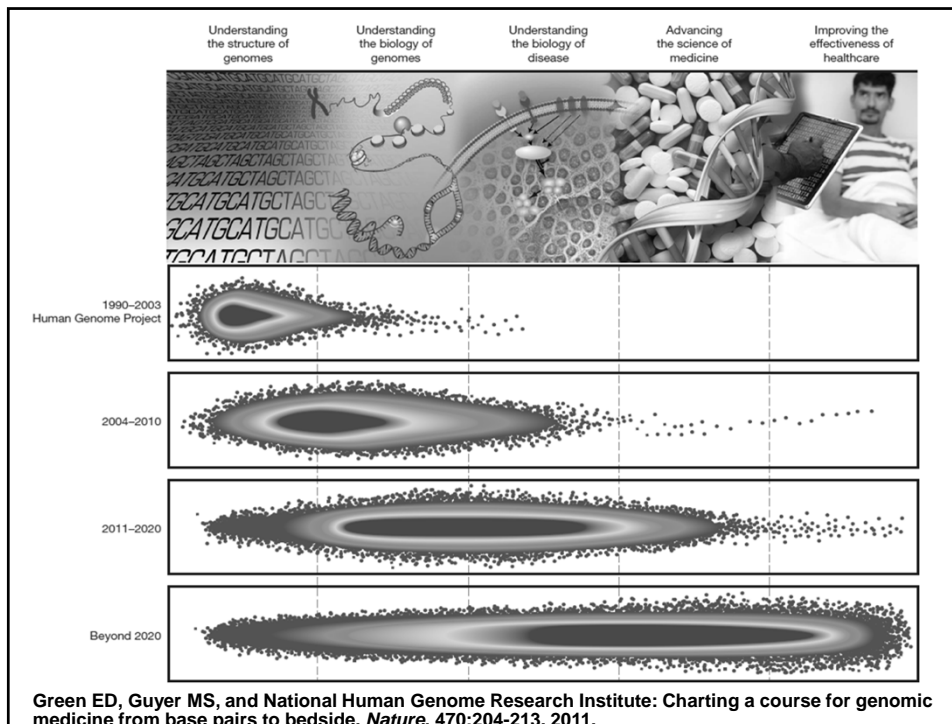 Understanding
the structure of
genomes
Understanding
the biology of
genomes
Understanding
the biology of
disease
Advancing
the science of
medicine
Improving the
effectiveness of
healthcare
1990–2003
Human Genome Project
2004–2010
2011–2020
Beyond 2020
Green ED, Guyer MS, and National Human Genome Research Institute: Charting a course for genomic
medicine from base pairs to bedside. Nature. 470:204-213, 2011.